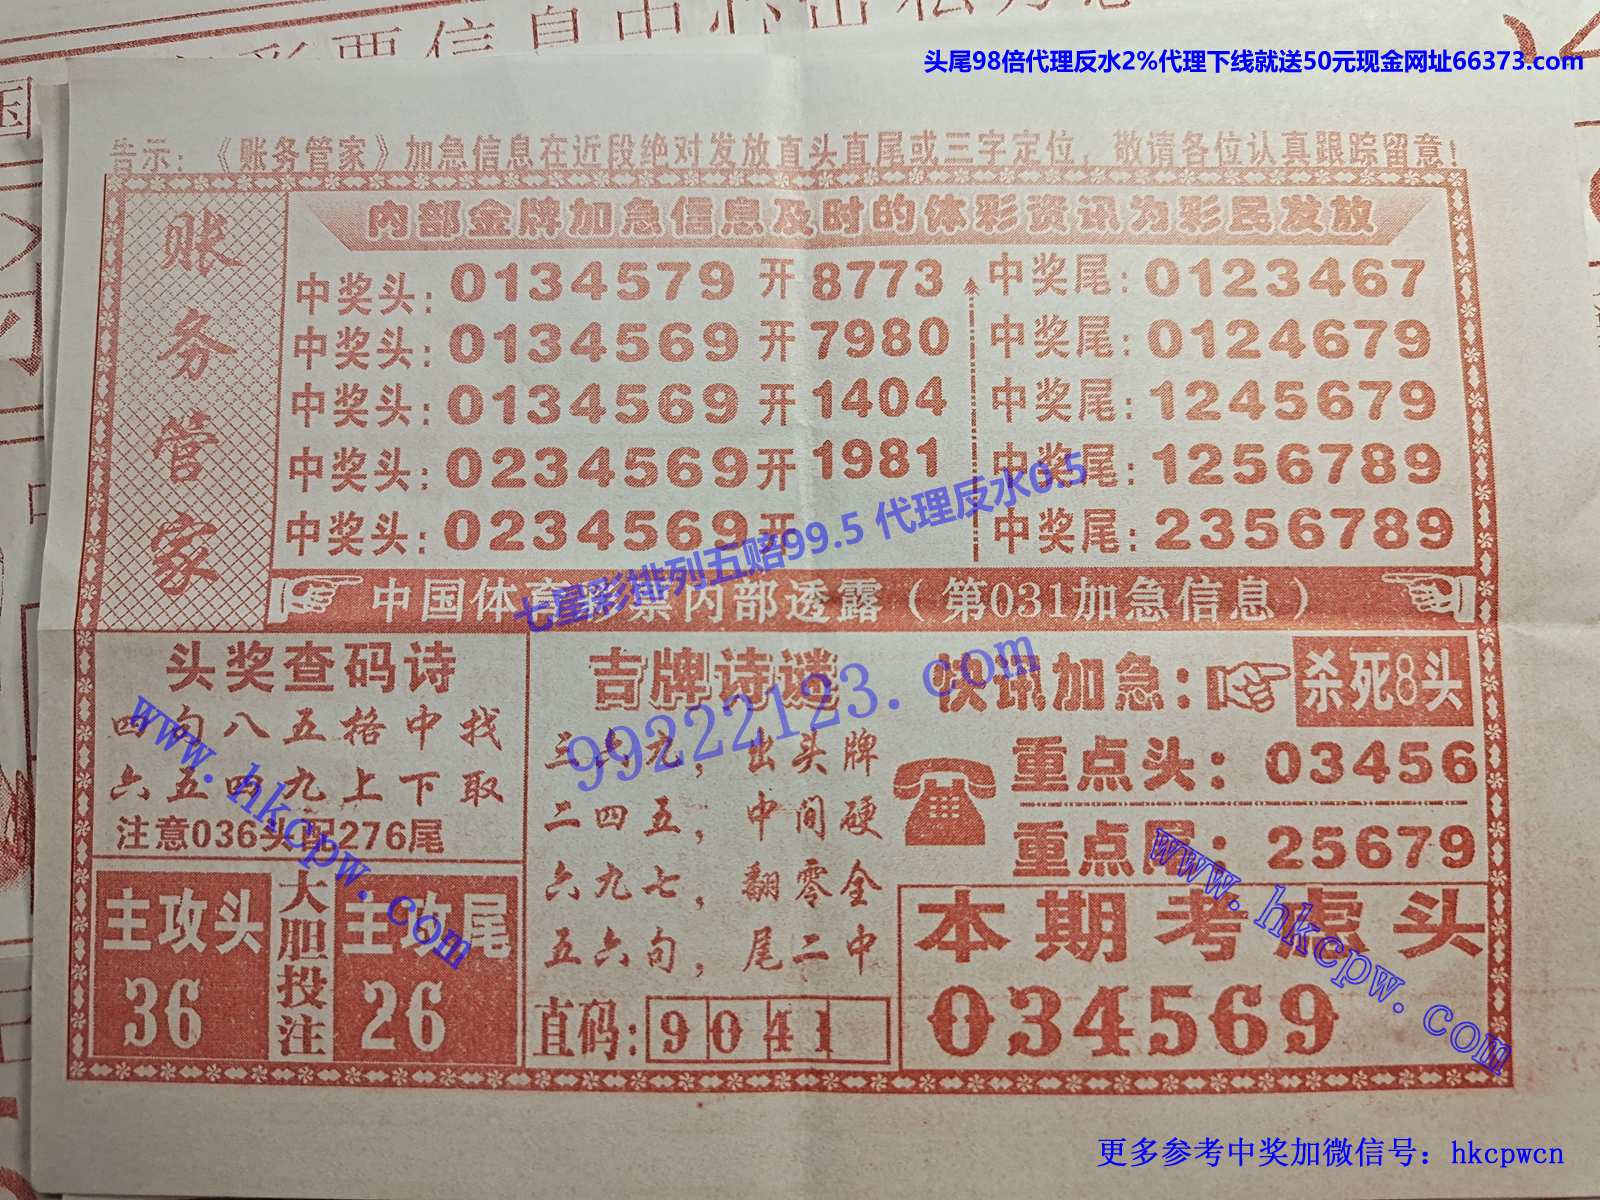 头尾98倍代理反水2%代理下线就送50元现金网址66373.com
告示：《账务管家》加急信息在近段绝对发放直头直尾或三字定位，敬请各位认真跟踪留意！
账务管家
内部金牌加急信息及时的体彩资讯为彩民发放
中奖头：0134579开8773 中奖尾：0123467
中奖头：0134569开7980 中奖尾：0124679
中奖头：0134569开1404 中奖尾：1245679
中奖头：0234569开1981 中奖尾：1256789
中奖头：0234569开 中奖尾：2356789
七星彩排列五赔99.5 代理反水0.5
中国体育彩票内部透露（第031加急信息）
头奖查码诗
四句八五格中找
六五四九上下取
注意036头配276尾
主攻头
36
大胆投注
主攻尾
26
吉牌诗谜
三六九，出头牌
二四五，中间硬
六九七，翻零全
五六句，尾二中
直码：9041
快讯加急：杀死8头
重点头：03456
重点尾：25679
本期考虑头
034569
99222123.com
www.hkcpw.com
www.hkcpw.com
更多参考中奖加微信号：hkcpwcn